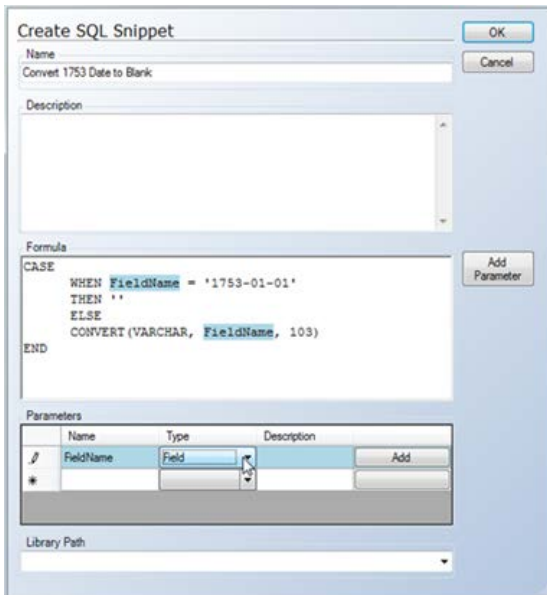 Create SQL Snippet
OK
Name
Convert 1753 Date to Blank
Cancel
Description
Formula
CASE
WHEN FieldName = '1753-01-01'
THEN ''
ELSE
CONVERT(VARCHAR, FieldName, 103)
END
Add
Parameter
Parameters
Name Type Description
FieldName Field Add
Library Path